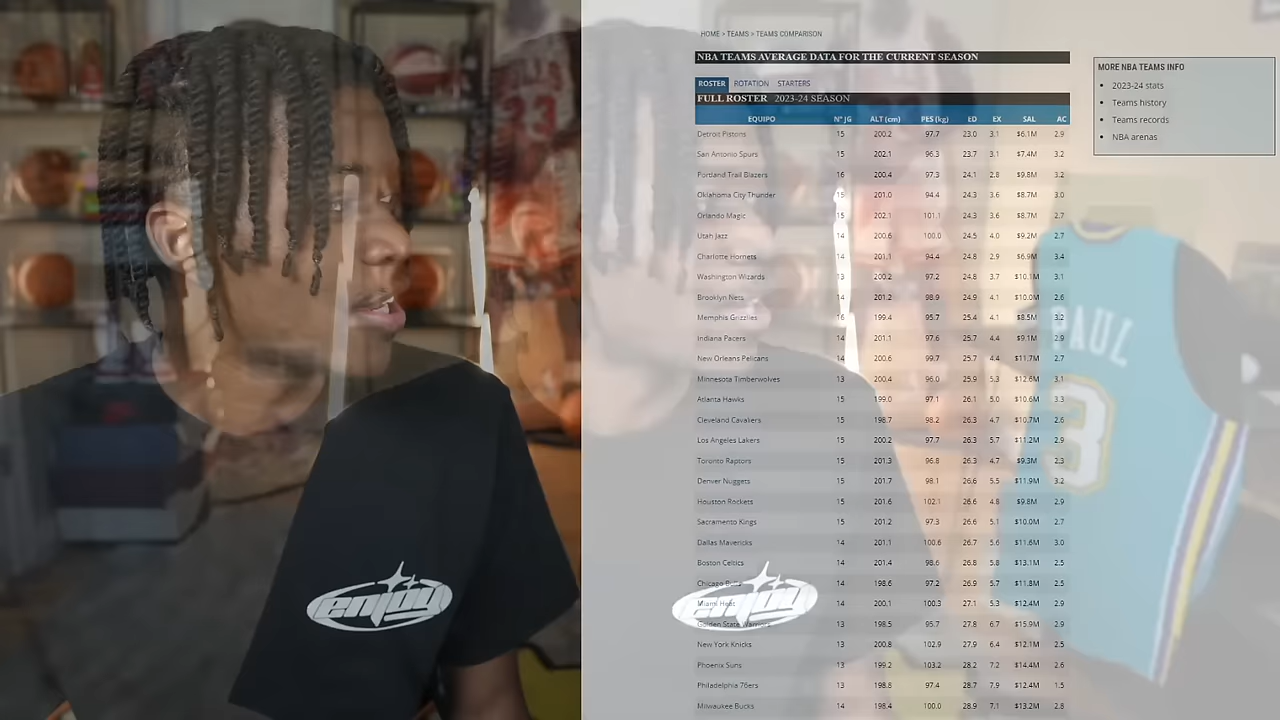 HOME > TEAMS > TEAMS COMPARISON
NBA TEAMS AVERAGE DATA FOR THE CURRENT SEASON
ROSTER ROTATION STARTERS
FULL ROSTER 2023-24 SEASON
EQUIPO Nº JG ALT (cm) PES (kg) ED EX SAL AC
Detroit Pistons 15 200.2 97.7 23.0 3.1 $6.1M 2.9
San Antonio Spurs 15 202.1 96.3 23.7 3.1 $7.4M 3.2
Portland Trail Blazers 16 200.4 97.3 24.1 2.8 $9.8M 3.2
Oklahoma City Thunder 15 201.0 94.4 24.3 3.6 $8.7M 3.0
Orlando Magic 15 202.1 101.1 24.3 3.6 $8.7M 2.7
Utah Jazz 14 200.6 100.0 24.5 4.0 $9.2M 2.7
Charlotte Hornets 14 201.1 94.4 24.8 2.9 $6.9M 3.4
Washington Wizards 13 200.2 97.2 24.8 3.7 $10.1M 3.1
Brooklyn Nets 14 201.2 98.9 24.9 4.1 $10.0M 2.6
Memphis Grizzlies 16 199.4 95.7 25.4 4.1 $8.5M 3.2
Indiana Pacers 14 201.1 97.6 25.7 4.4 $9.1M 2.9
New Orleans Pelicans 14 200.6 99.7 25.7 4.4 $11.7M 2.7
Minnesota Timberwolves 13 200.4 96.0 25.9 5.3 $12.6M 3.1
Atlanta Hawks 15 199.0 97.1 26.1 5.0 $10.6M 3.3
Cleveland Cavaliers 15 198.7 98.2 26.3 4.7 $10.7M 2.6
Los Angeles Lakers 15 200.2 97.7 26.3 5.7 $11.2M 2.9
Toronto Raptors 15 201.3 96.8 26.3 4.7 $9.3M 2.3
Denver Nuggets 15 201.7 98.1 26.6 5.5 $11.9M 3.2
Houston Rockets 15 201.6 102.1 26.6 4.8 $9.8M 2.9
Sacramento Kings 15 201.2 97.3 26.6 5.1 $10.0M 2.7
Dallas Mavericks 14 201.1 100.6 26.7 5.6 $11.6M 3.0
Boston Celtics 14 201.4 98.6 26.8 5.8 $13.1M 2.5
Chicago Bulls 14 198.6 97.2 26.9 5.7 $11.8M 2.5
Miami Heat 14 200.1 100.3 27.1 5.3 $12.4M 2.9
Golden State Warriors 13 198.5 95.7 27.8 6.7 $15.9M 2.9
New York Knicks 13 200.8 102.9 27.9 6.4 $12.1M 2.5
Phoenix Suns 13 199.2 103.2 28.2 7.2 $14.4M 2.6
Philadelphia 76ers 13 198.8 97.4 28.7 7.9 $12.4M 1.5
Milwaukee Bucks 14 198.4 100.0 28.9 7.1 $13.2M 2.8
MORE NBA TEAMS INFO
2023-24 stats
Teams history
Teams records
NBA arenas
PAUL
3
33
enjoy
enjoy